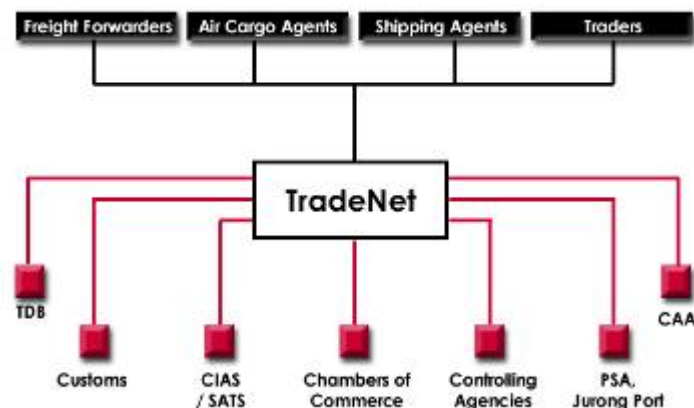 Freight Forwarders
Air Cargo Agents
Shipping Agents
Traders
TradeNet
TDB
CAA
Customs
CIAS
/ SATS
Chambers of
Commerce
Controlling
Agencies
PSA,
Jurong Port